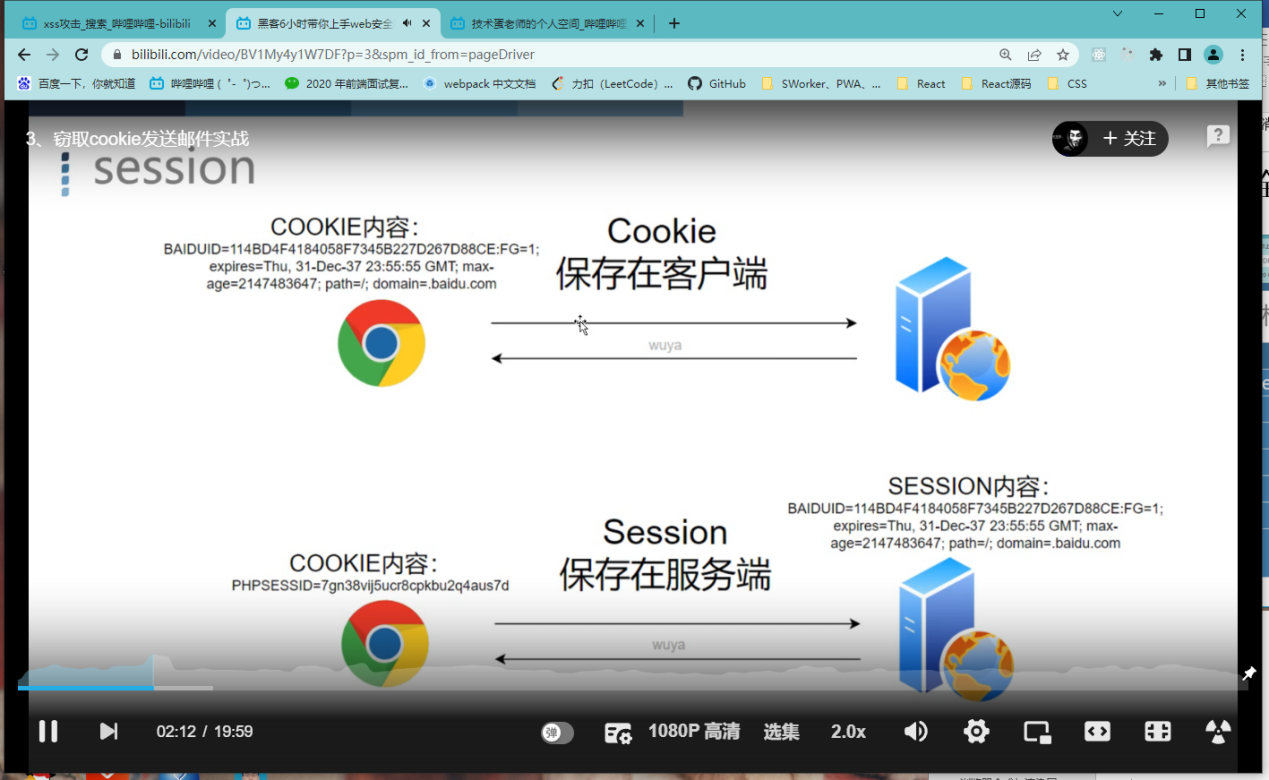 xss攻击_搜索_哔哩哔哩-bilibili
黑客6小时带你上手web安全
技术蛋老师的个人空间_哔哩哔哩
bilibili.com/video/BV1My4y1W7DF?p=3&spm_id_from=pageDriver
百度一下，你就知道
哔哩哔哩 ( ゜- ゜)つ...
2020 年前端面试复...
webpack 中文文档
力扣（LeetCode）...
GitHub
SWorker、PWA、...
React
React源码
CSS
»
其他书签
3、窃取cookie发送邮件实战
+ 关注
session
COOKIE内容：
BAIDUID=114BD4F4184058F7345B227D267D88CE:FG=1;
expires=Thu, 31-Dec-37 23:55:55 GMT; max-
age=2147483647; path=/; domain=.baidu.com
Cookie
保存在客户端
wuya
SESSION内容：
BAIDUID=114BD4F4184058F7345B227D267D88CE:FG=1;
expires=Thu, 31-Dec-37 23:55:55 GMT; max-
age=2147483647; path=/; domain=.baidu.com
Session
保存在服务端
COOKIE内容：
PHPSESSID=7gn38vij5ucr8cpkbu2q4aus7d
wuya
02:12 / 19:59
弹
1080P 高清
选集
2.0x